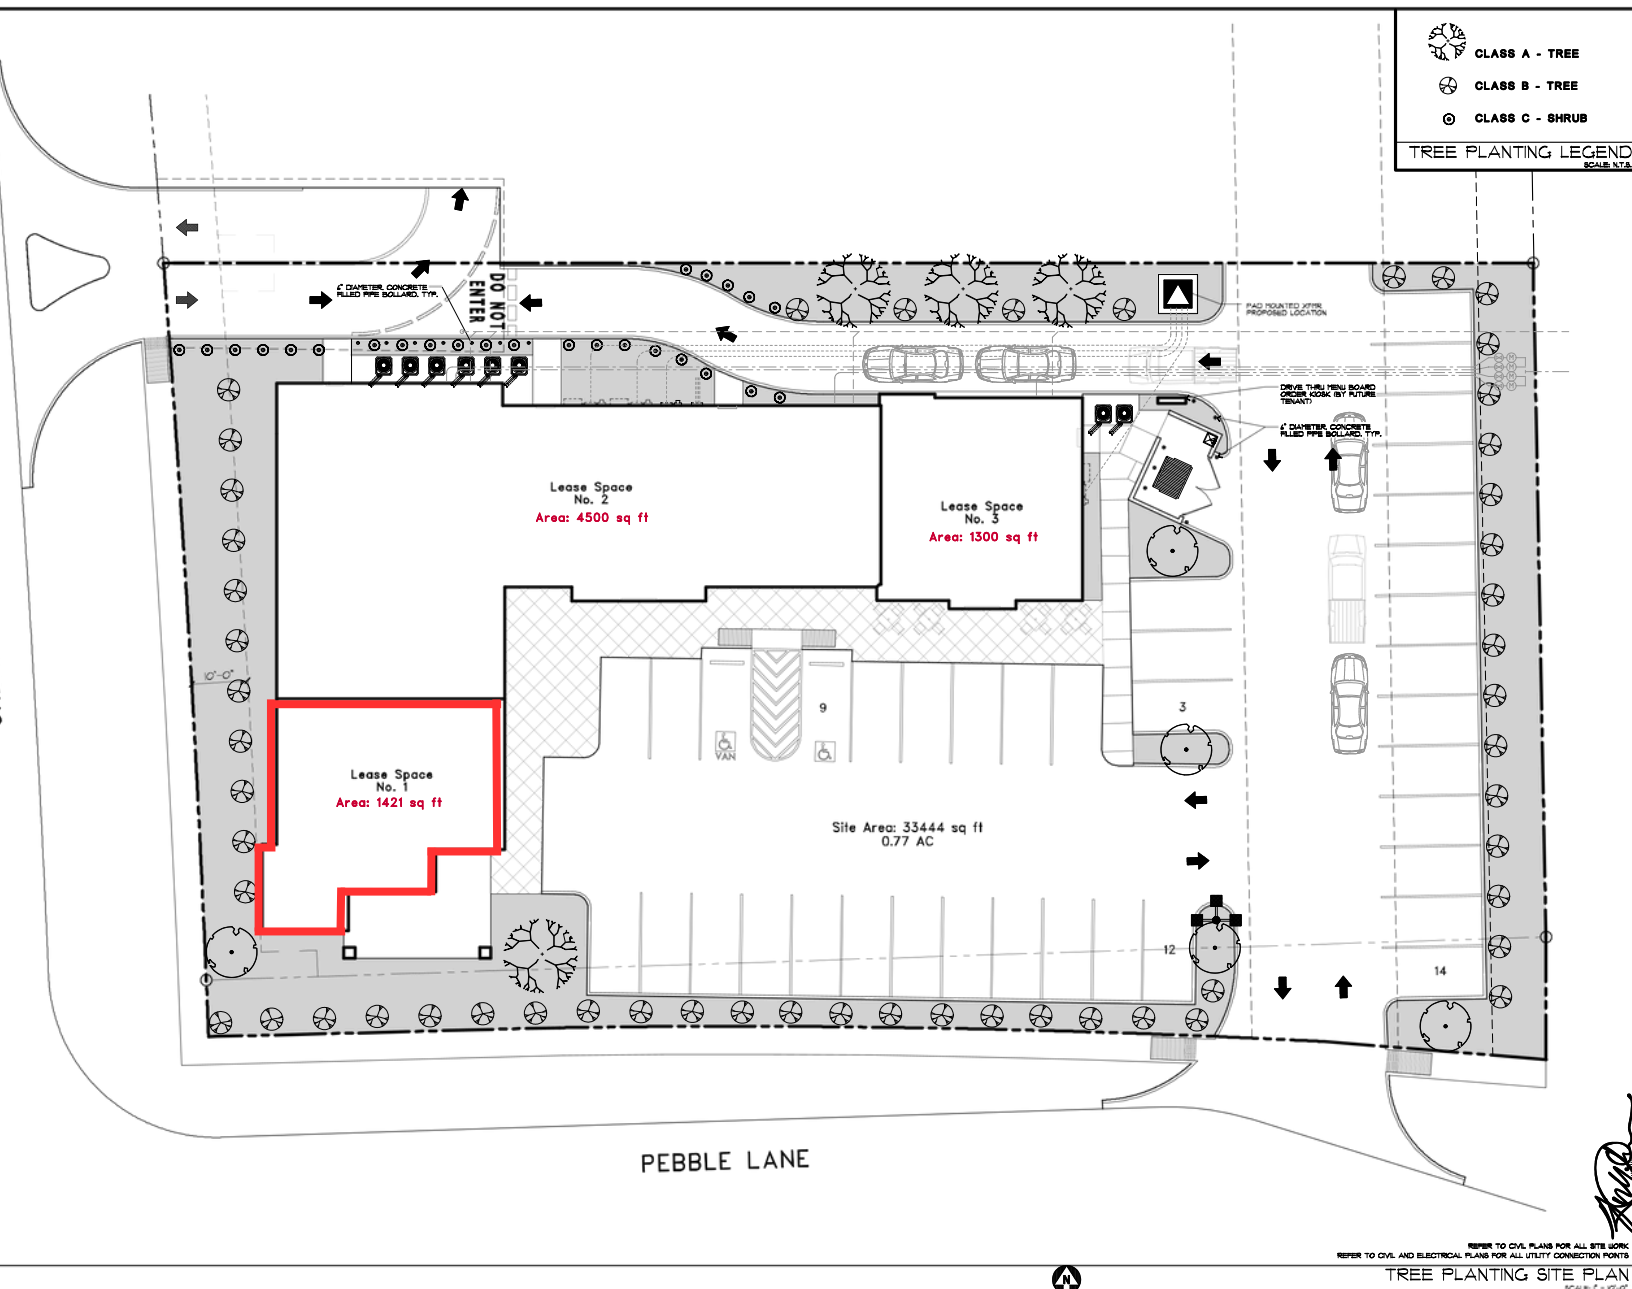 CLASS A - TREE
CLASS B - TREE
CLASS C - SHRUB
TREE PLANTING LEGEND
SCALE: N.T.S.
DO NOT
ENTER
6" DIAMETER, CONCRETE
FILLED PIPE BOLLARD, TYP.
PAD MOUNTED XFMR
PROPOSED LOCATION
DRIVE THRU MENU BOARD
ORDER KIOSK (BY FUTURE
TENANT)
6" DIAMETER, CONCRETE
FILLED PIPE BOLLARD, TYP.
Lease Space
No. 2
Area: 4500 sq ft
Lease Space
No. 3
Area: 1300 sq ft
10'-0"
9
3
VAN
Lease Space
No. 1
Area: 1421 sq ft
Site Area: 33444 sq ft
0.77 AC
12
14
PEBBLE LANE
REFER TO CIVIL PLANS FOR ALL SITE WORK
REFER TO CIVIL AND ELECTRICAL PLANS FOR ALL UTILITY CONNECTION POINTS
N
TREE PLANTING SITE PLAN